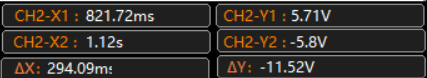 CH2-X1 : 821.72ms
CH2-Y1 : 5.71V
CH2-X2 : 1.12s
CH2-Y2 : -5.8V
ΔX: 294.09ms
ΔY: -11.52V